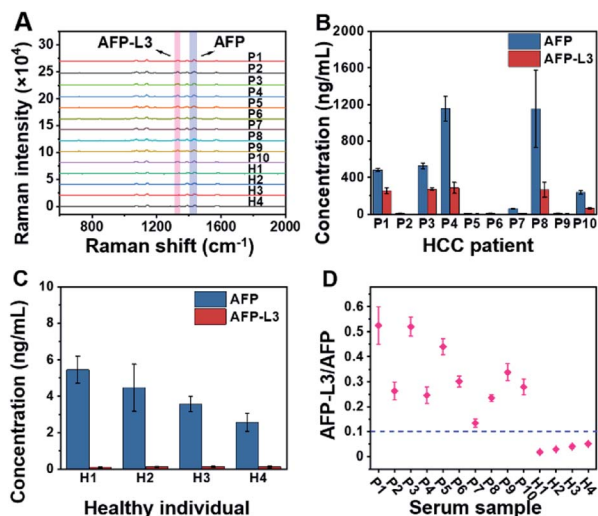 A
AFP-L3
AFP
Raman intensity (×10⁴)
30
25
20
15
10
5
0
P1
P2
P3
P4
P5
P6
P7
P8
P9
P10
H1
H2
H3
H4
800 1200 1600 2000
Raman shift (cm⁻¹)
B
AFP
AFP-L3
Concentration (ng/mL)
2000
1600
1200
800
400
0
P1 P2 P3 P4 P5 P6 P7 P8 P9 P10
HCC patient
C
AFP
AFP-L3
Concentration (ng/mL)
10
8
6
4
2
0
H1 H2 H3 H4
Healthy individual
D
AFP-L3/AFP
0.6
0.5
0.4
0.3
0.2
0.1
0
P1 P2 P3 P4 P5 P6 P7 P8 P9 P10 H1 H2 H3 H4
Serum sample